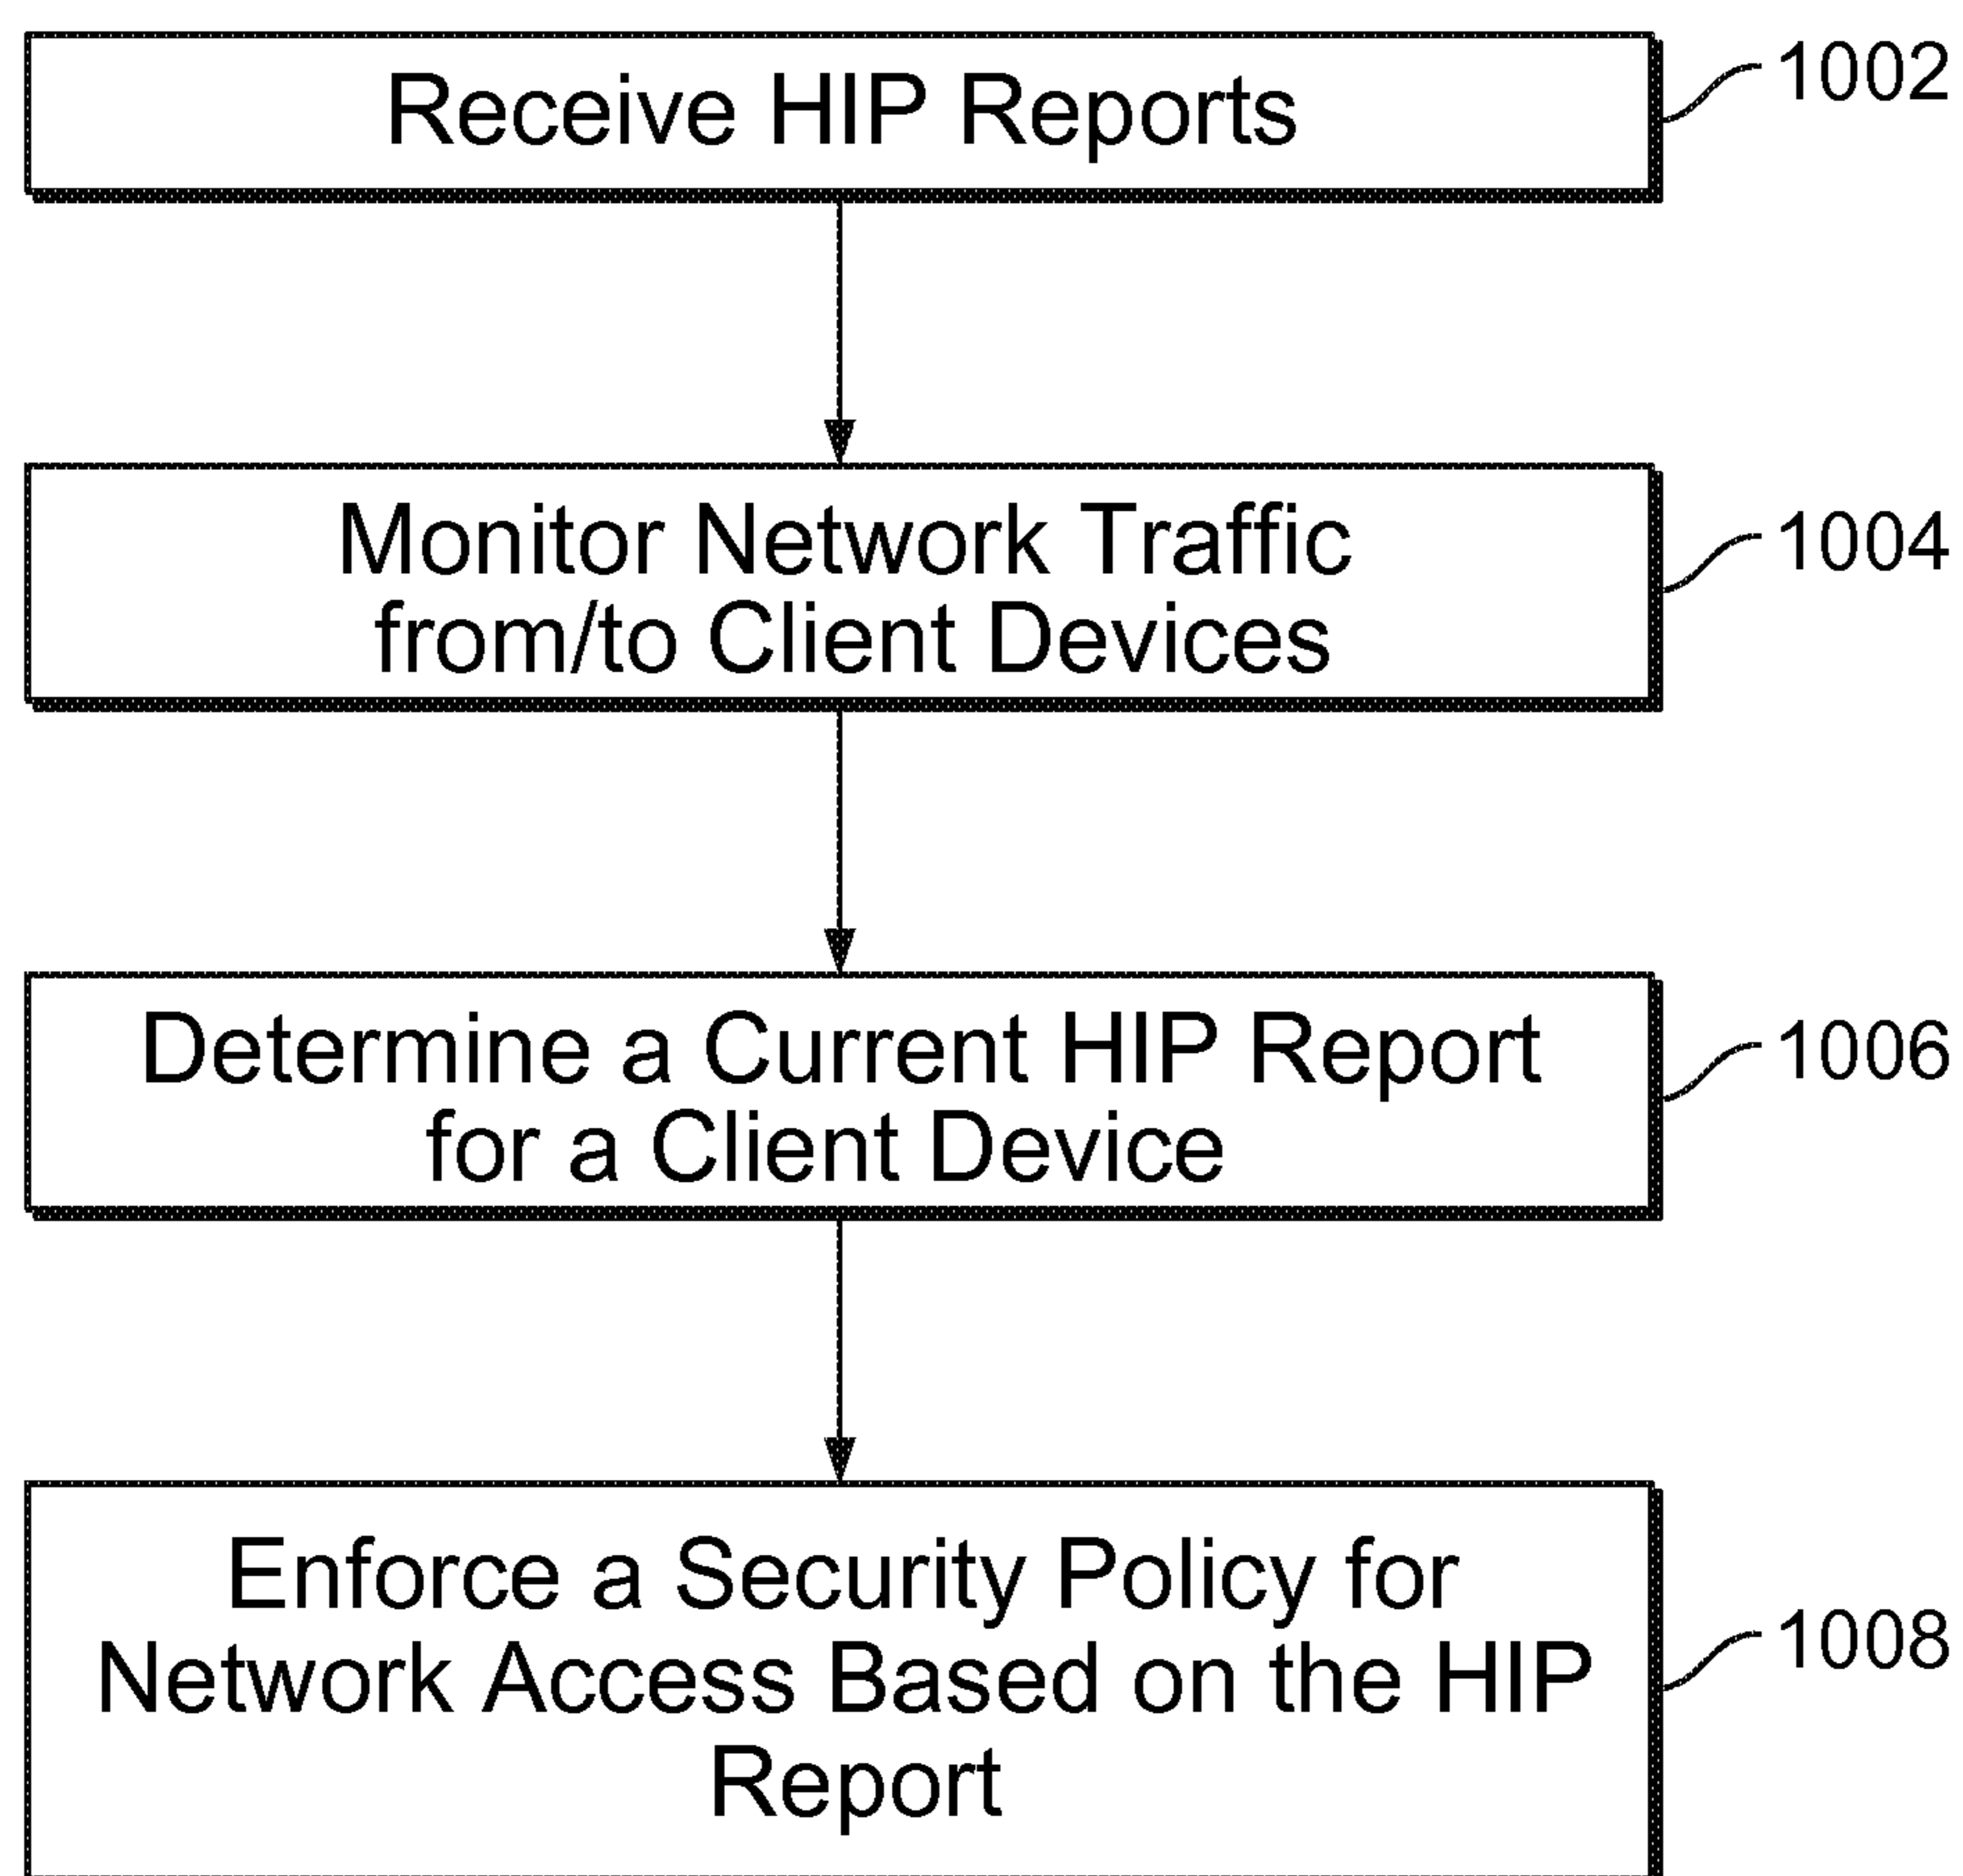 Receive HIP Reports
1002
Monitor Network Traffic
from/to Client Devices
1004
Determine a Current HIP Report
for a Client Device
1006
Enforce a Security Policy for
Network Access Based on the HIP
Report
1008